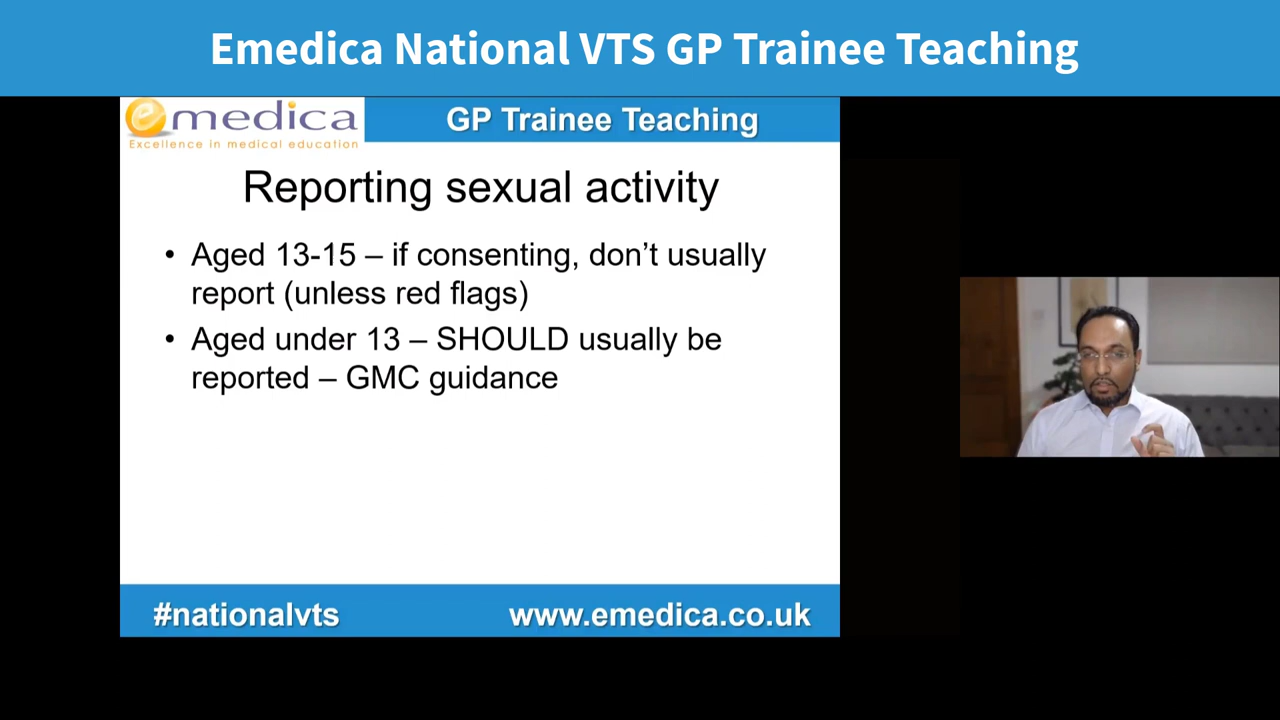 Emedica National VTS GP Trainee Teaching
emedica
Excellence in medical education
GP Trainee Teaching
Reporting sexual activity
• Aged 13-15 – if consenting, don’t usually
report (unless red flags)
• Aged under 13 – SHOULD usually be
reported – GMC guidance
#nationalvts
www.emedica.co.uk